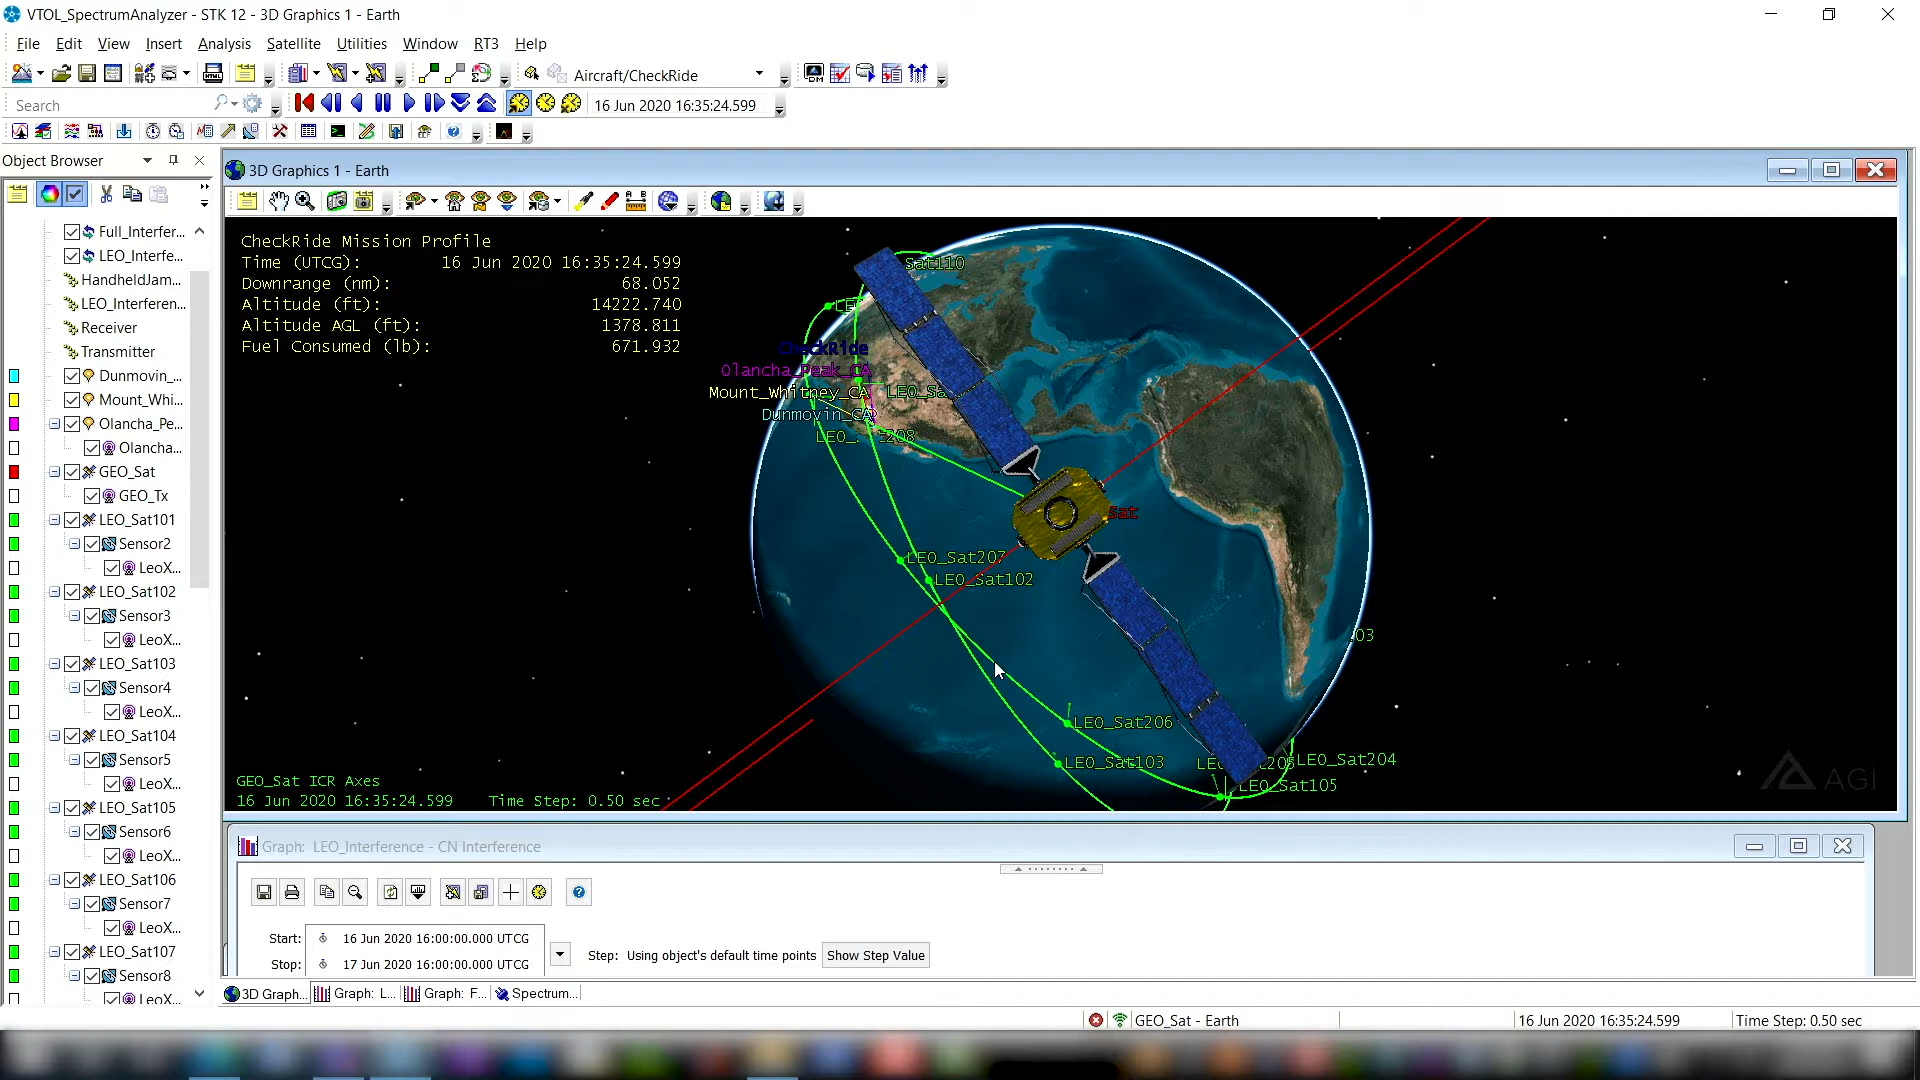 VTOL_SpectrumAnalyzer - STK 12 - 3D Graphics 1 - Earth
File Edit View Insert Analysis Satellite Utilities Window RT3 Help
Aircraft/CheckRide
Search
16 Jun 2020 16:35:24.599
Object Browser
3D Graphics 1 - Earth
Full_Interfer...
LEO_Interfe...
HandheldJam...
LEO_Interferen...
Receiver
Transmitter
Dunmovin_...
Mount_Whi...
Olancha_Pe...
Olancha...
GEO_Sat
GEO_Tx
LEO_Sat101
Sensor2
LeoX...
LEO_Sat102
Sensor3
LeoX...
LEO_Sat103
Sensor4
LeoX...
LEO_Sat104
Sensor5
LeoX...
LEO_Sat105
Sensor6
LeoX...
LEO_Sat106
Sensor7
LeoX...
LEO_Sat107
Sensor8
LeoX...
CheckRide Mission Profile
Time (UTCG): 16 Jun 2020 16:35:24.599
Downrange (nm): 68.052
Altitude (ft): 14222.740
Altitude AGL (ft): 1378.811
Fuel Consumed (lb): 671.932
Sat110
CheckRide
Olancha_Peak_CA
Mount_Whitney_CA
Dunmovin_CA
Sat
LEO_Sat207
LEO_Sat102
03
LEO_Sat206
LEO_Sat103
LEO_Sat204
LEO_Sat105
AGI
GEO_Sat ICR Axes
16 Jun 2020 16:35:24.599 Time Step: 0.50 sec
Graph: LEO_Interference - CN Interference
Start: 16 Jun 2020 16:00:00.000 UTCG
Stop: 17 Jun 2020 16:00:00.000 UTCG
Step: Using object's default time points Show Step Value
3D Graph... Graph: L... Graph: F... Spectrum...
GEO_Sat - Earth 16 Jun 2020 16:35:24.599 Time Step: 0.50 sec